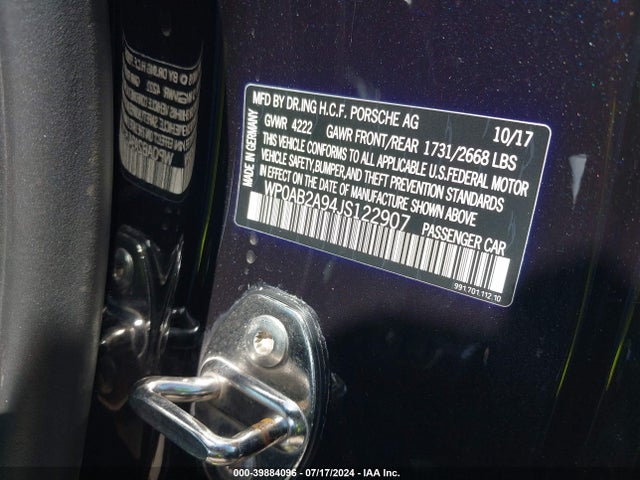 MFD BY DR.ING H.C.F. PORSCHE AG 10/17
MADE IN GERMANY
GVWR 4222 GAWR FRONT/REAR 1731/2668 LBS
THIS VEHICLE CONFORMS TO ALL APPLICABLE U.S.FEDERAL MOTOR
VEHICLE SAFETY,BUMPER,AND THEFT PREVENTION STANDARDS
IN EFFECT ON THE DATE OF MANUFACTURE SHOWN ABOVE.
WP0AB2A94JS122907 PASSENGER CAR
991.701.112.10
000-39884096 - 07/17/2024 - IAA Inc.